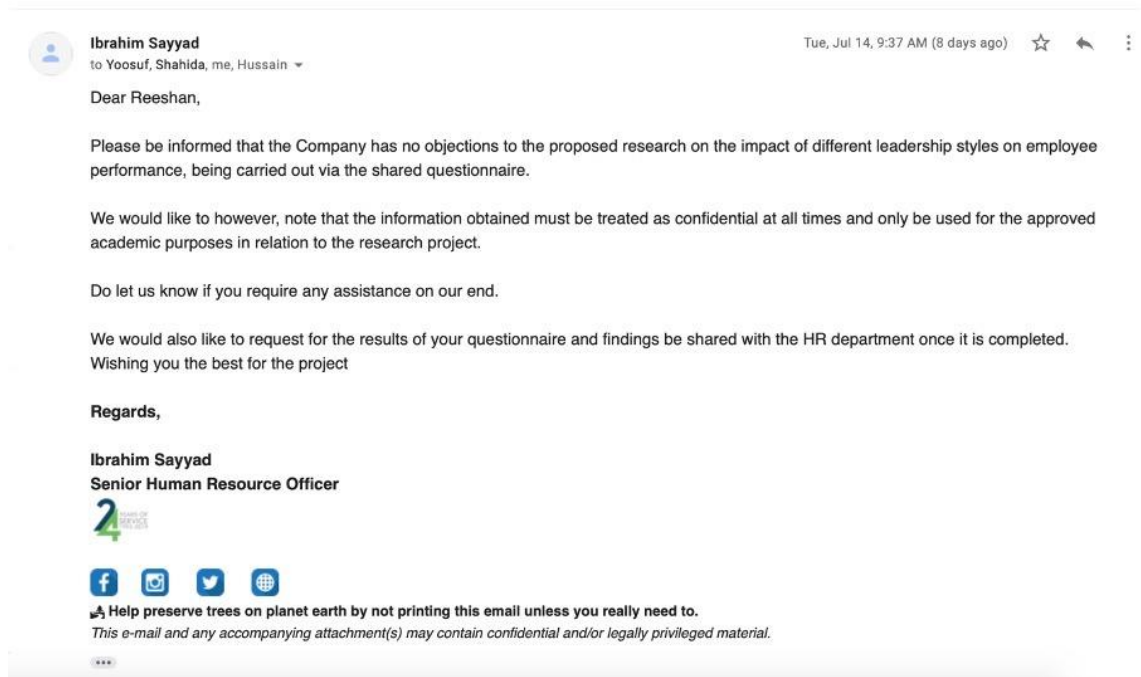 Ibrahim Sayyad
Tue, Jul 14, 9:37 AM (8 days ago)
to Yoosuf, Shahida, me, Hussain
Dear Reeshan,
Please be informed that the Company has no objections to the proposed research on the impact of different leadership styles on employee
performance, being carried out via the shared questionnaire.
We would like to however, note that the information obtained must be treated as confidential at all times and only be used for the approved
academic purposes in relation to the research project.
Do let us know if you require any assistance on our end.
We would also like to request for the results of your questionnaire and findings be shared with the HR department once it is completed.
Wishing you the best for the project
Regards,
Ibrahim Sayyad
Senior Human Resource Officer
24
YEARS OF
SERVICE
Help preserve trees on planet earth by not printing this email unless you really need to.
This e-mail and any accompanying attachment(s) may contain confidential and/or legally privileged material.